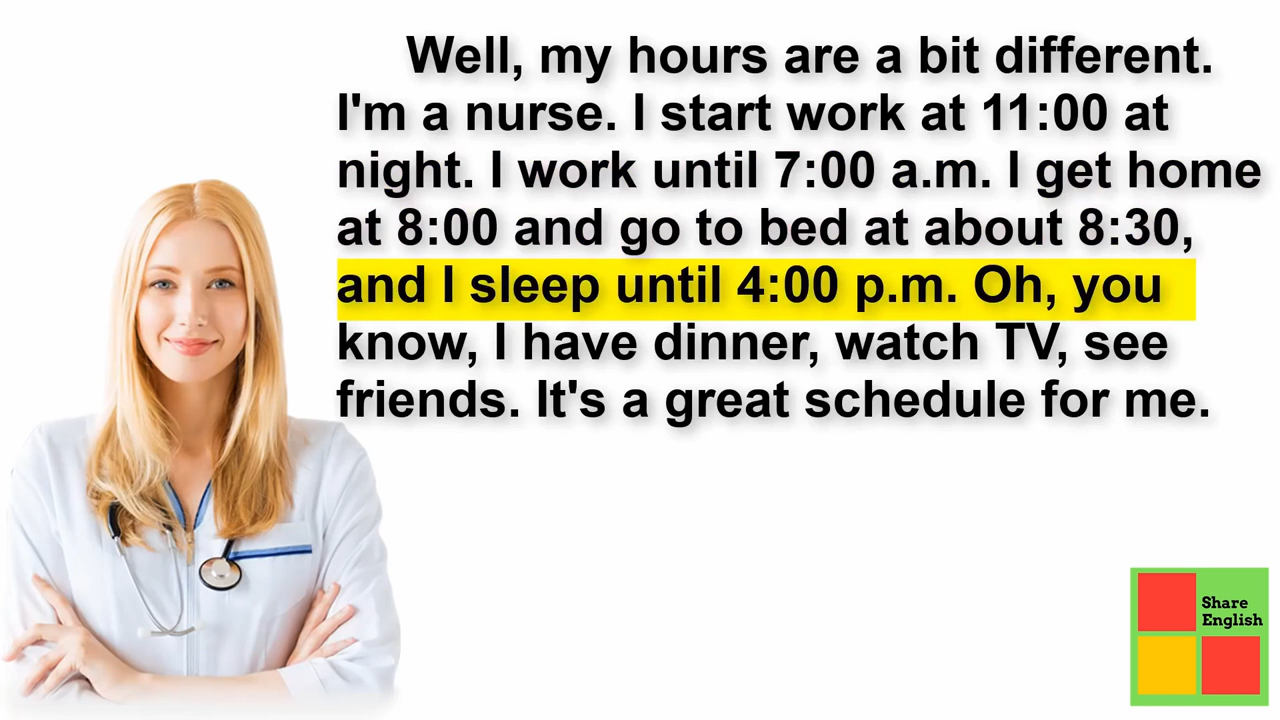 Well, my hours are a bit different.
I'm a nurse. I start work at 11:00 at
night. I work until 7:00 a.m. I get home
at 8:00 and go to bed at about 8:30,
and I sleep until 4:00 p.m. Oh, you
know, I have dinner, watch TV, see
friends. It's a great schedule for me.
Share
English